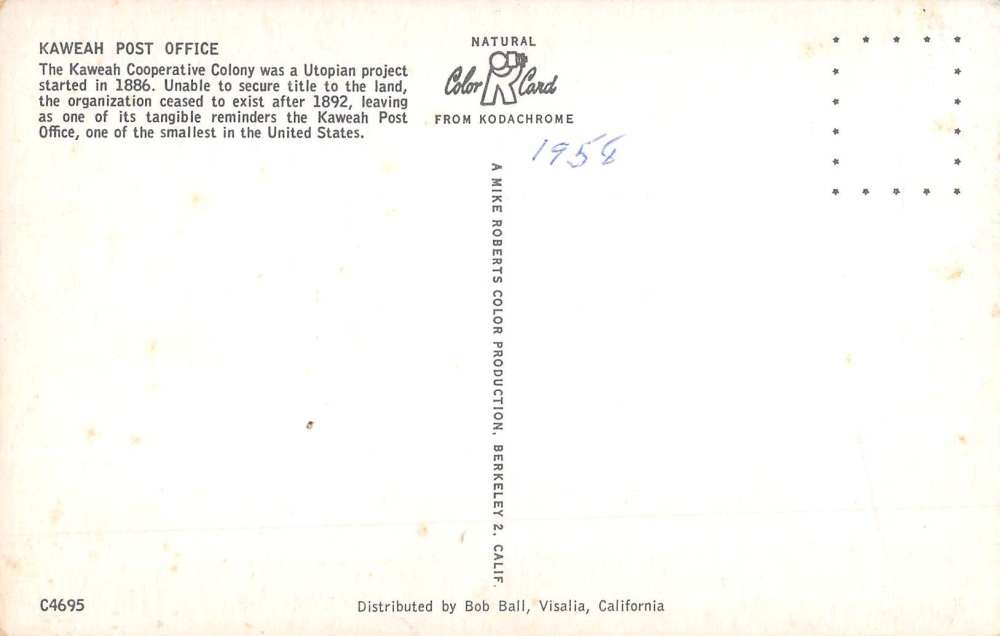 KAWEAH POST OFFICE
The Kaweah Cooperative Colony was a Utopian project
started in 1886. Unable to secure title to the land,
the organization ceased to exist after 1892, leaving
as one of its tangible reminders the Kaweah Post
Office, one of the smallest in the United States.
NATURAL
Color R Card
FROM KODACHROME
1958
A MIKE ROBERTS COLOR PRODUCTION, BERKELEY 2, CALIF.
C4695
Distributed by Bob Ball, Visalia, California